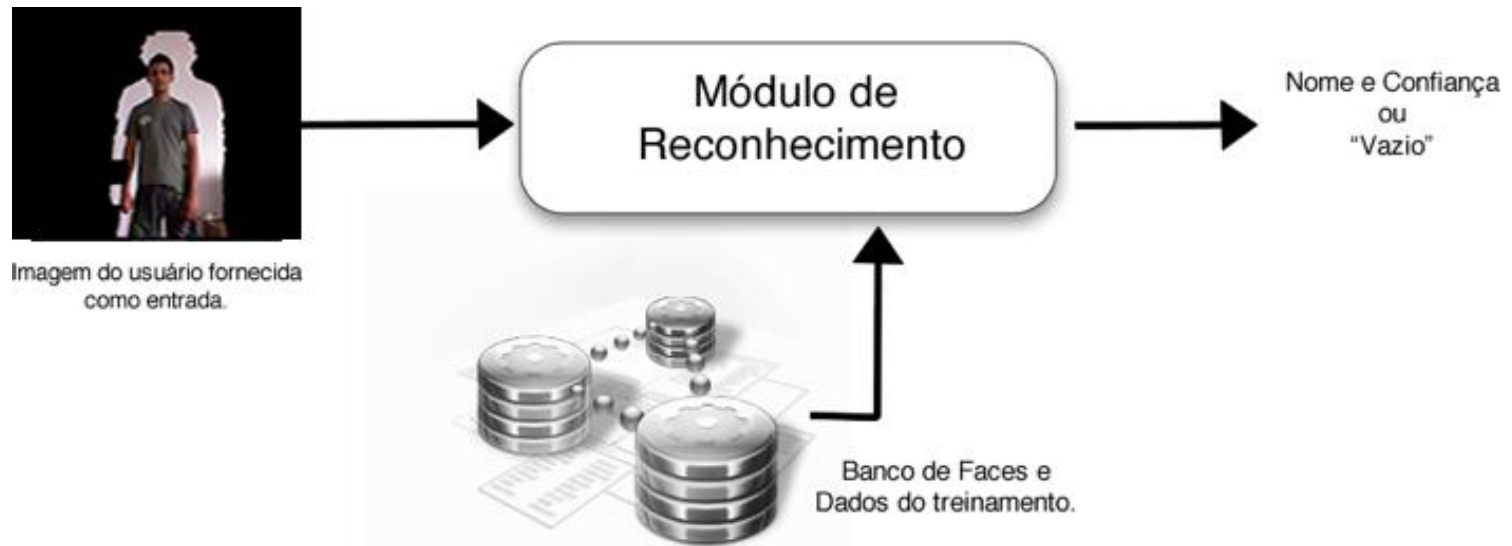 Módulo de
Reconhecimento
Nome e Confiança
ou
“Vazio”
Imagem do usuário fornecida
como entrada.
Banco de Faces e
Dados do treinamento.